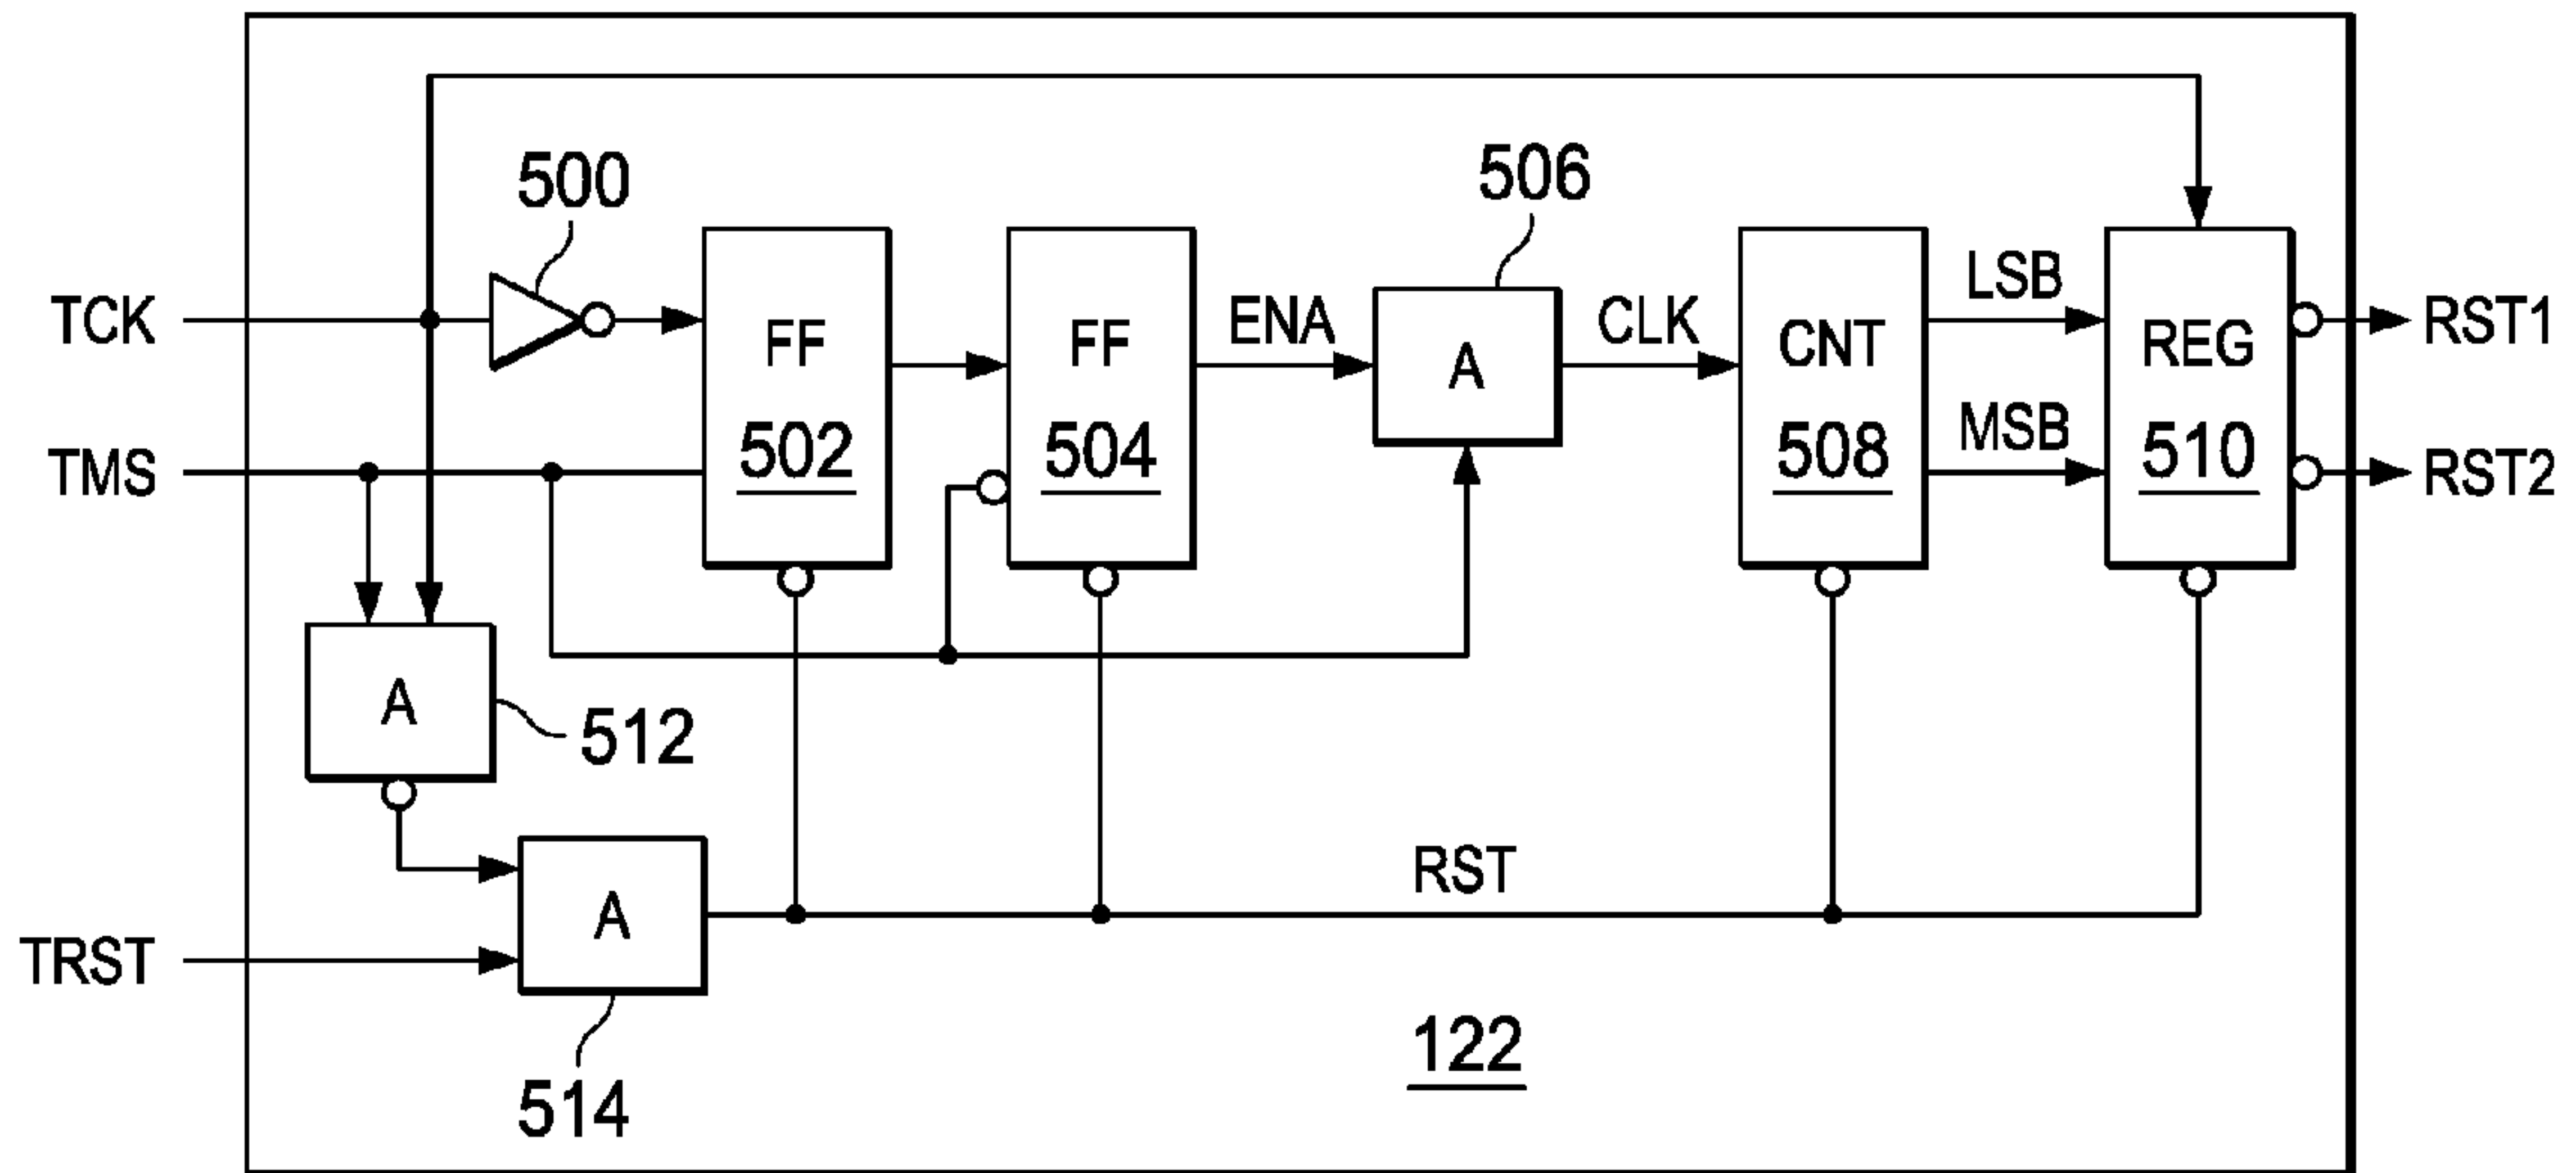 500
506
TCK
TMS
TRST
FF
502
FF
504
ENA
A
CLK
CNT
508
LSB
MSB
REG
510
RST1
RST2
A
512
A
514
RST
122